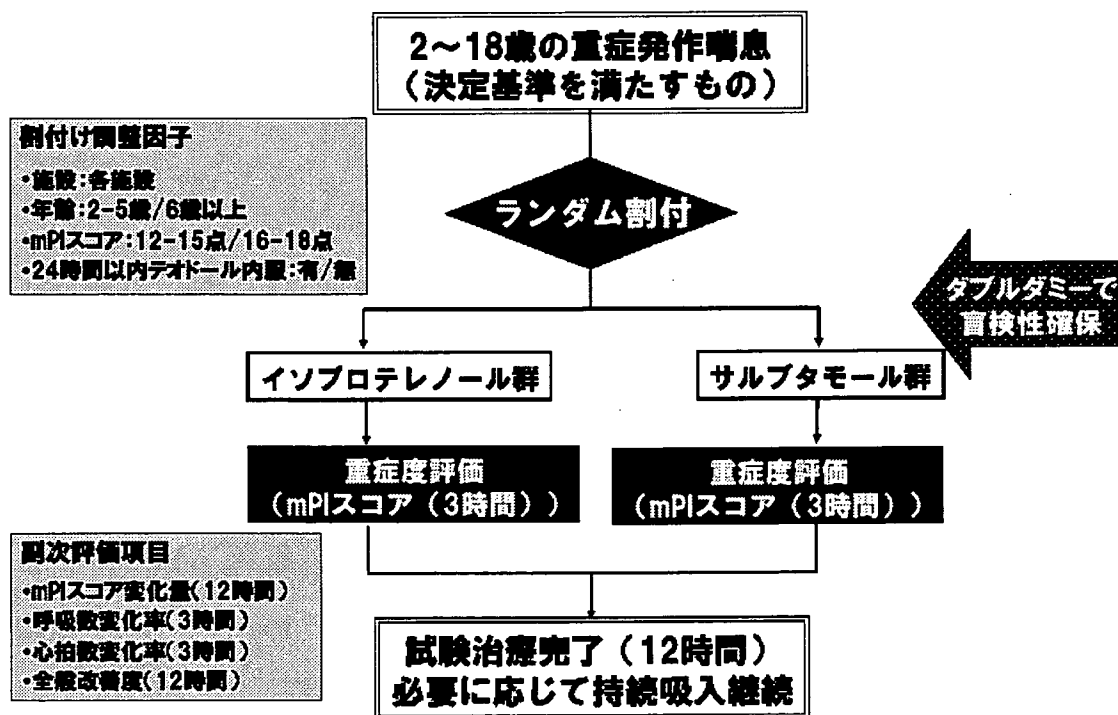 2〜18歳の重症発作喘息
（決定基準を満たすもの）
割付け調整因子
・施設：各施設
・年齢：2-5歳/6歳以上
・mPIスコア：12-15点/16-18点
・24時間以内テオドール内服：有/無
ランダム割付
ダブルダミーで
盲検性確保
イソプロテレノール群
サルブタモール群
重症度評価
（mPIスコア（3時間））
重症度評価
（mPIスコア（3時間））
副次評価項目
・mPIスコア変化量（12時間）
・呼吸数変化率（3時間）
・心拍数変化率（3時間）
・全般改善度（12時間）
試験治療完了（12時間）
必要に応じて持続吸入継続